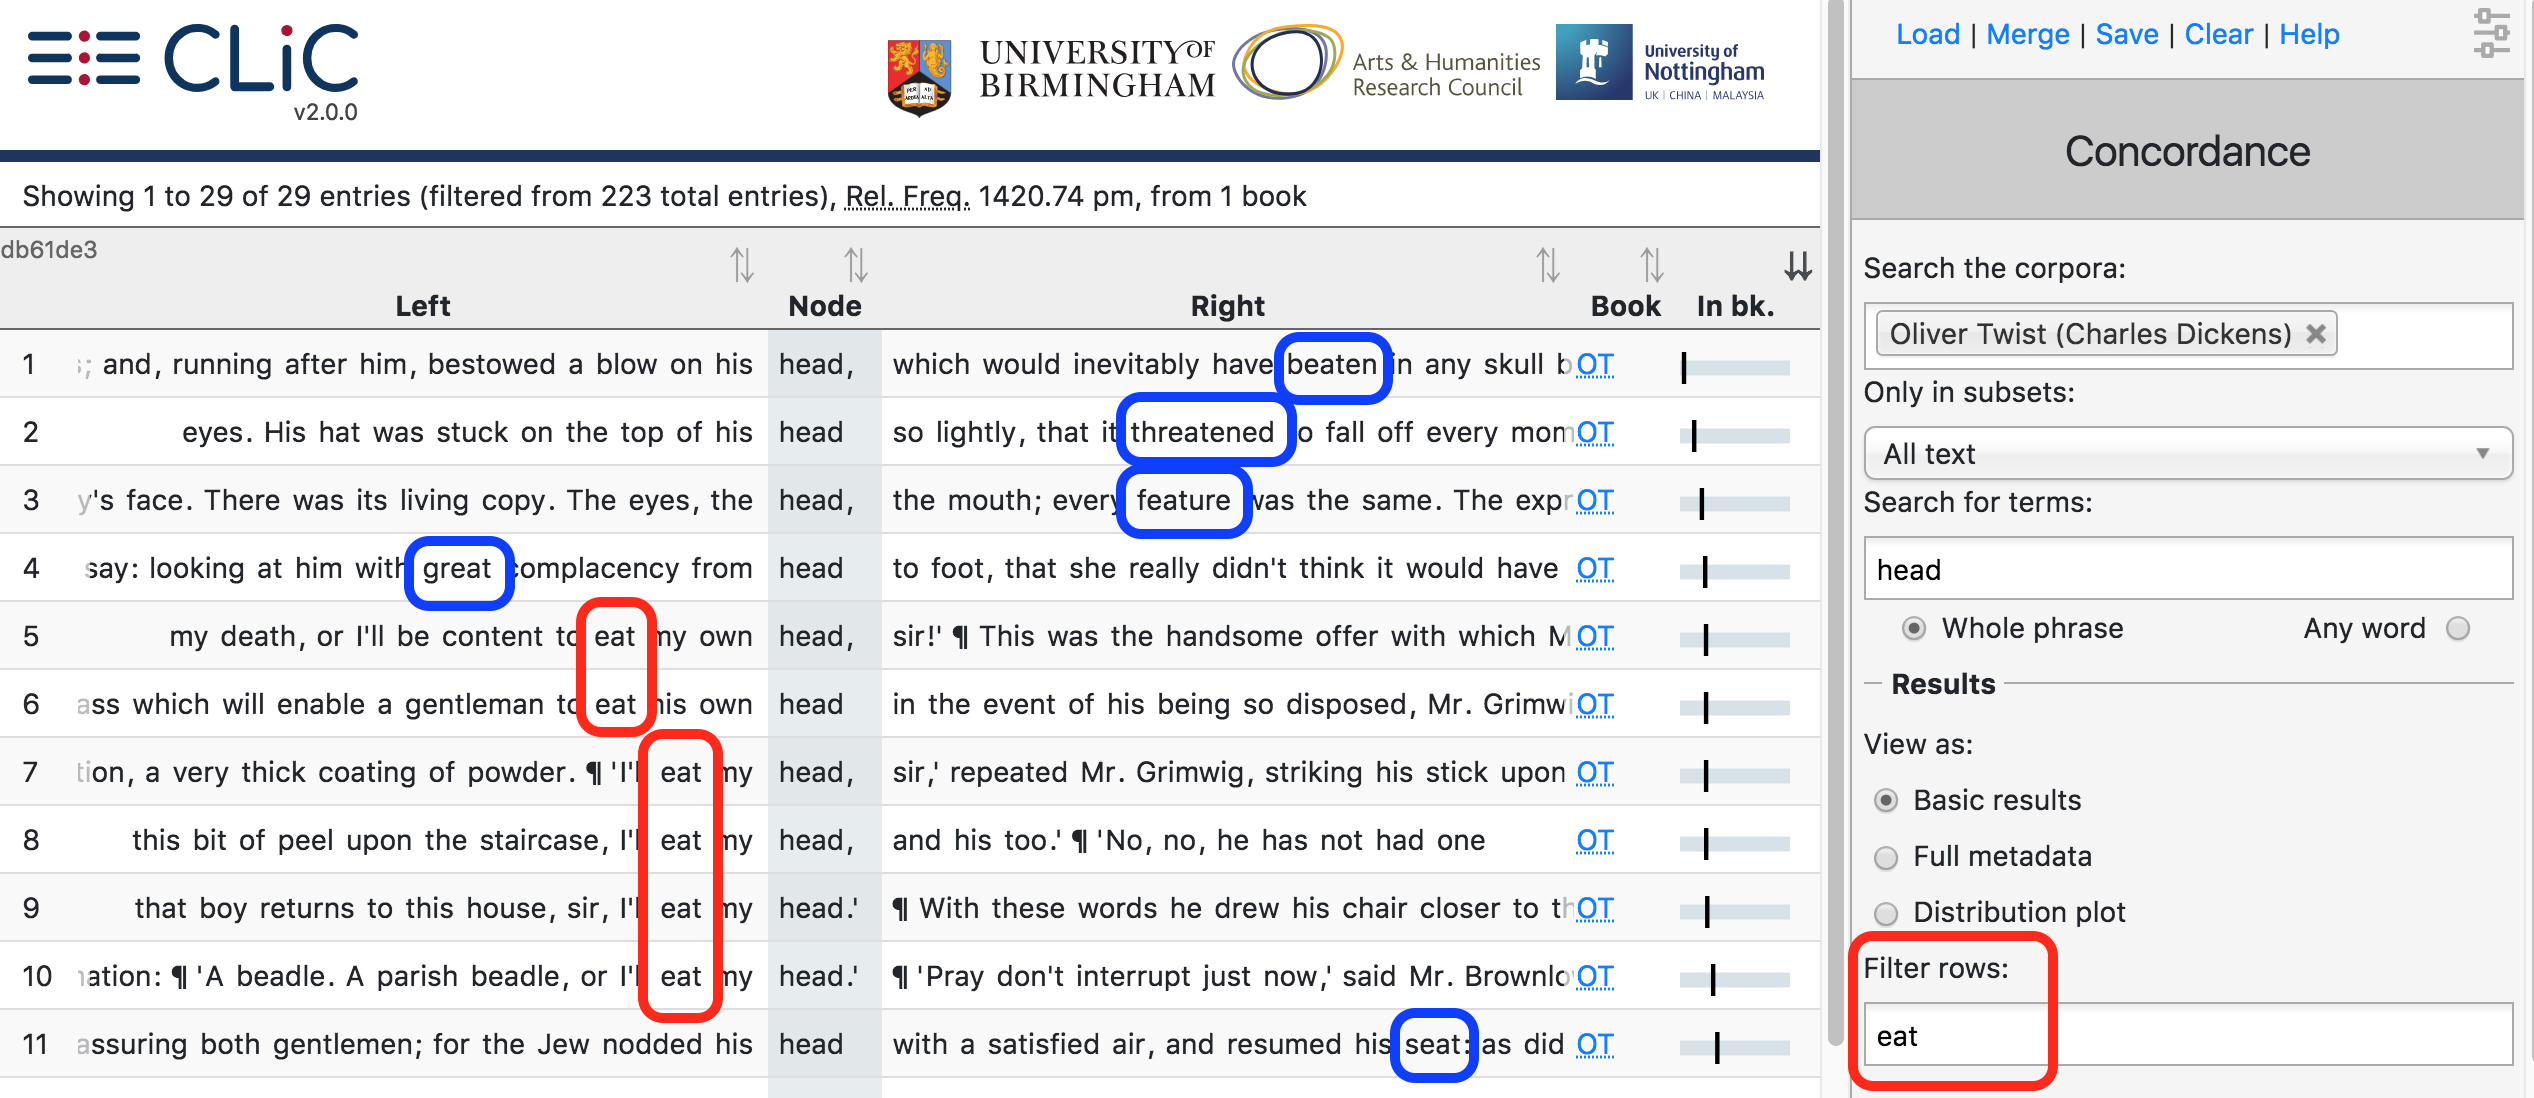 CLiC
v2.0.0
PER AD ARDUA ALTA
UNIVERSITY OF
BIRMINGHAM
Arts & Humanities
Research Council
University of
Nottingham
UK | CHINA | MALAYSIA
Load | Merge | Save | Clear | Help
Concordance
Showing 1 to 29 of 29 entries (filtered from 223 total entries), Rel. Freq. 1420.74 pm, from 1 book
db61de3
Left Node Right Book In bk.
1 ; and, running after him, bestowed a blow on his head, which would inevitably have beaten in any skull b OT
2 eyes. His hat was stuck on the top of his head so lightly, that it threatened to fall off every mom OT
3 y's face. There was its living copy. The eyes, the head, the mouth; every feature was the same. The expr OT
4 say: looking at him with great complacency from head to foot, that she really didn't think it would have OT
5 my death, or I'll be content to eat my own head, sir!' ¶ This was the handsome offer with which M OT
6 ass which will enable a gentleman to eat his own head in the event of his being so disposed, Mr. Grimwi OT
7 tion, a very thick coating of powder. ¶ 'I'll eat my head, sir,' repeated Mr. Grimwig, striking his stick upon OT
8 this bit of peel upon the staircase, I'll eat my head, and his too.' ¶ 'No, no, he has not had one OT
9 that boy returns to this house, sir, I'll eat my head.' ¶ With these words he drew his chair closer to th OT
10 nation: ¶ 'A beadle. A parish beadle, or I'll eat my head.' ¶ 'Pray don't interrupt just now,' said Mr. Brownlo OT
11 assuring both gentlemen; for the Jew nodded his head with a satisfied air, and resumed his seat: as did OT
Search the corpora:
Oliver Twist (Charles Dickens) ×
Only in subsets:
All text
Search for terms:
head
Whole phrase Any word
Results
View as:
Basic results
Full metadata
Distribution plot
Filter rows:
eat